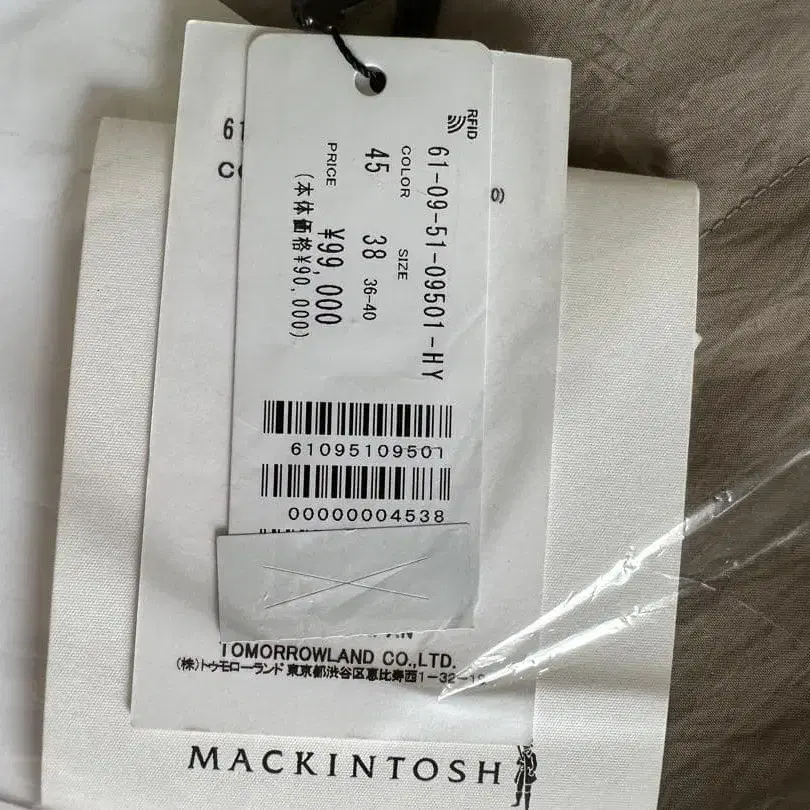 RFID
61-09-51-09501-HY
COLOR SIZE
45 38 36-40
PRICE ¥99,000
(本体価格¥90,000)
61095109501
00000004538
61
TOMORROWLAND CO.,LTD.
(株)トゥモローランド 東京都渋谷区恵比寿西1-32-
MACKINTOSH